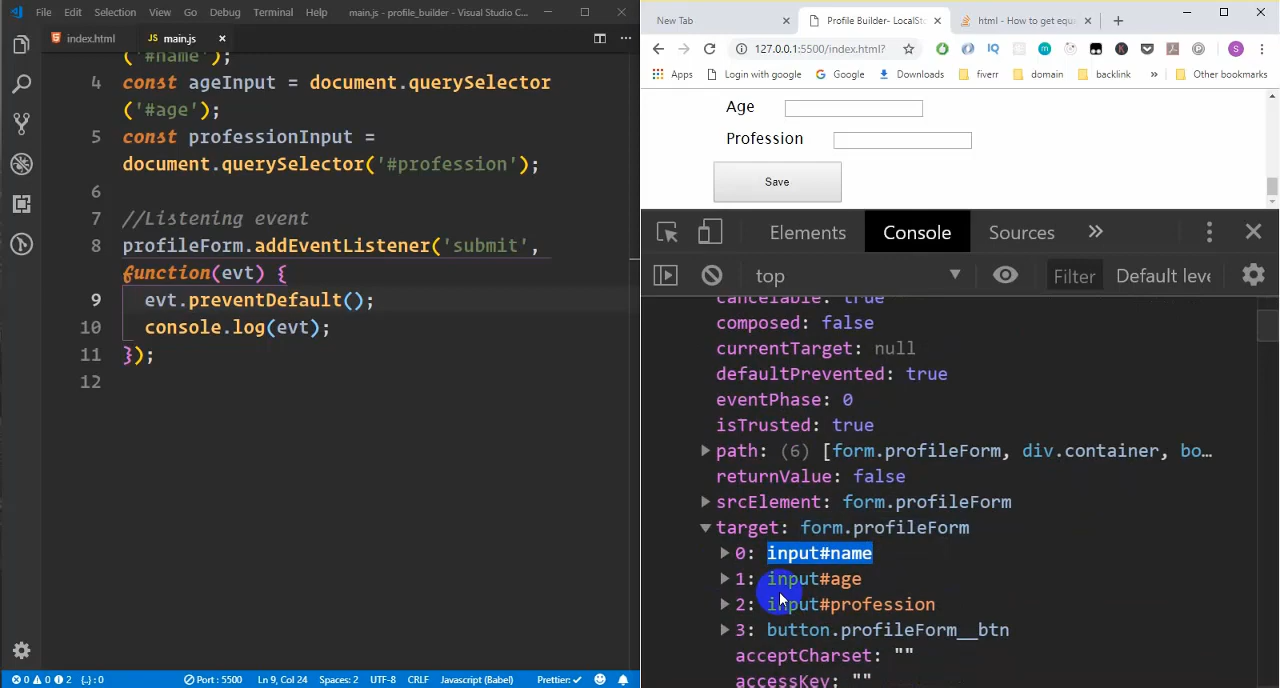 File Edit Selection View Go Debug Terminal Help main.js - profile_builder - Visual Studio C...
index.html JS main.js
('#name');
4 const ageInput = document.querySelector
('#age');
5 const professionInput =
document.querySelector('#profession');
6
7 //Listening event
8 profileForm.addEventListener('submit',
function(evt) {
9 evt.preventDefault();
10 console.log(evt);
11 });
12
0 0 2 {..} : 0 Port : 5500 Ln 9, Col 24 Spaces: 2 UTF-8 CRLF Javascript (Babel) Prettier: ✓
New Tab Profile Builder- LocalSt html - How to get equ
127.0.0.1:5500/index.html?
Apps Login with google Google Downloads fiverr domain backlink » Other bookmarks
Age
Profession
Save
Elements Console Sources »
top Filter Default leve
cancelable: true
composed: false
currentTarget: null
defaultPrevented: true
eventPhase: 0
isTrusted: true
path: (6) [form.profileForm, div.container, bo…
returnValue: false
srcElement: form.profileForm
target: form.profileForm
0: input#name
1: input#age
2: input#profession
3: button.profileForm__btn
acceptCharset: ""
accessKey: ""